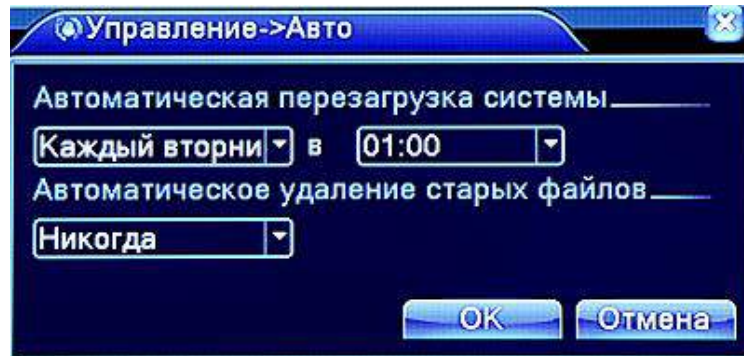 Управление->Авто
Автоматическая перезагрузка системы
Каждый вторни в 01:00
Автоматическое удаление старых файлов
Никогда
OK Отмена